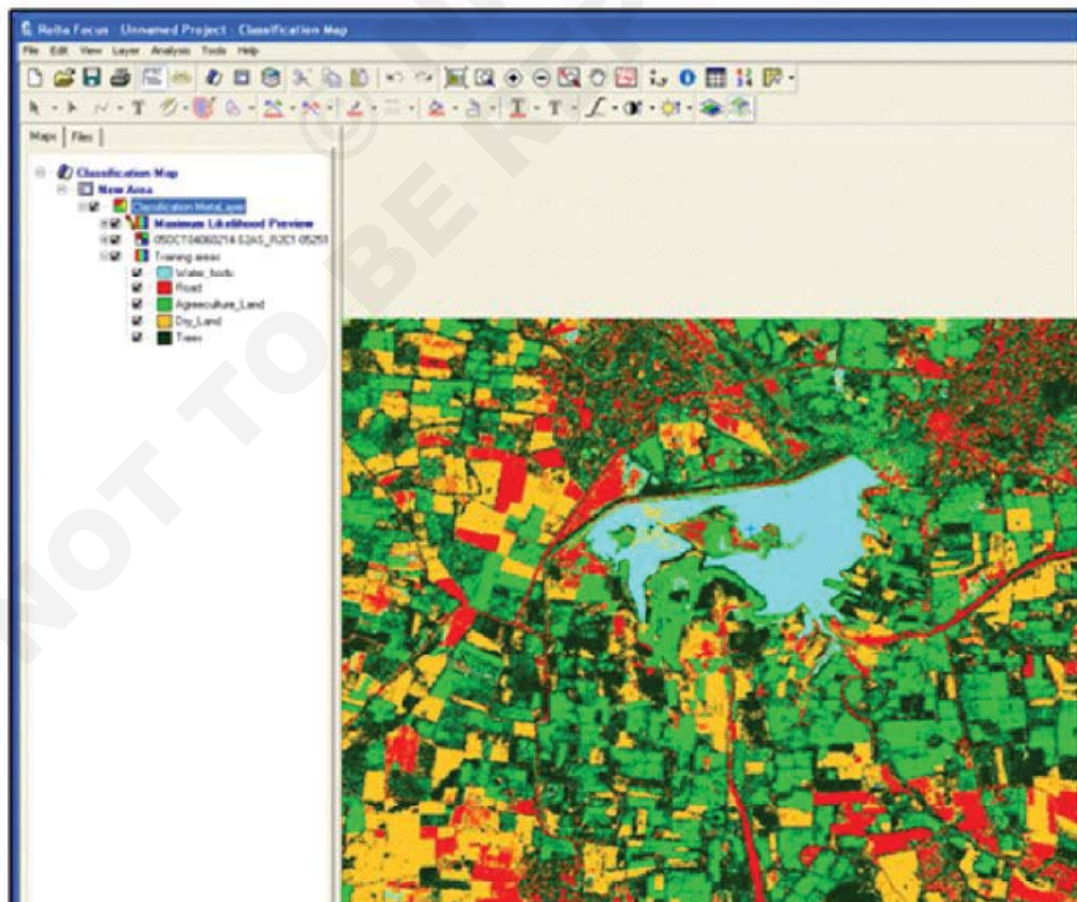 Rolta Focus - Unnamed Project - Classification Map
File Edit View Layer Analysis Tools Help
Maps Files
Classification Map
New Area
Classification MetaLayer
Maximum Likelihood Preview
Training areas
Water_body
Road
Agreeculture_Land
Dry_Land
Trees
NOT TO BE
©